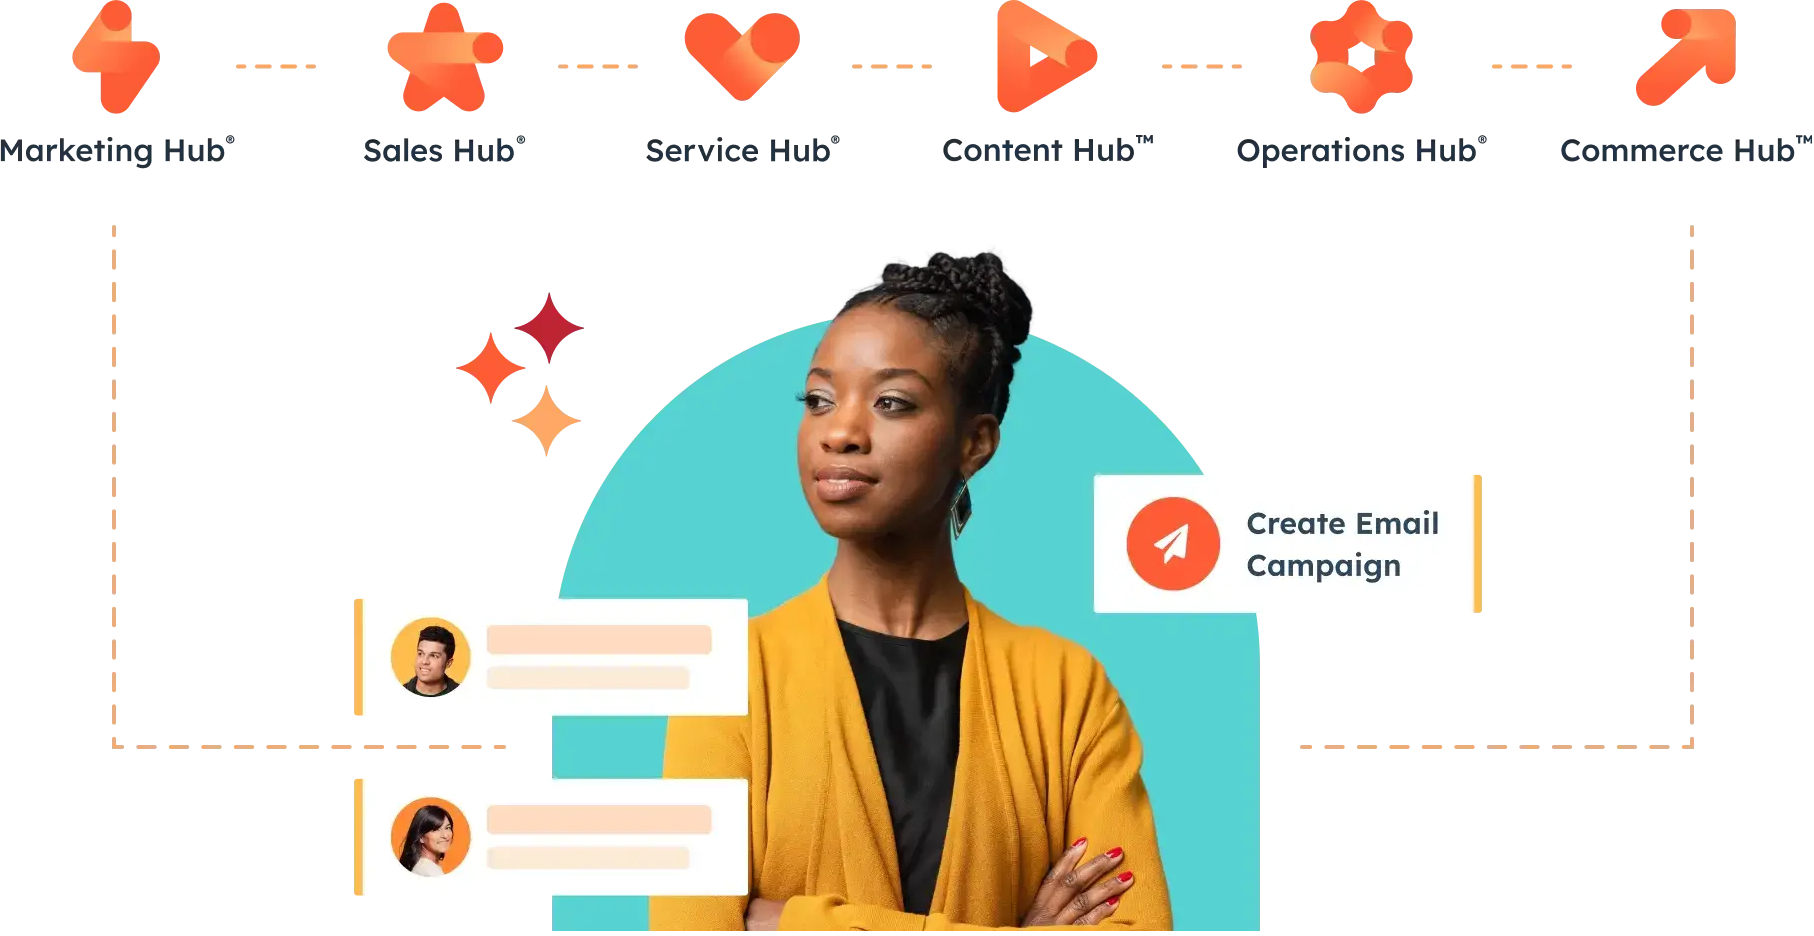 Marketing Hub®
Sales Hub®
Service Hub®
Content Hub™
Operations Hub®
Commerce Hub™
Create Email
Campaign